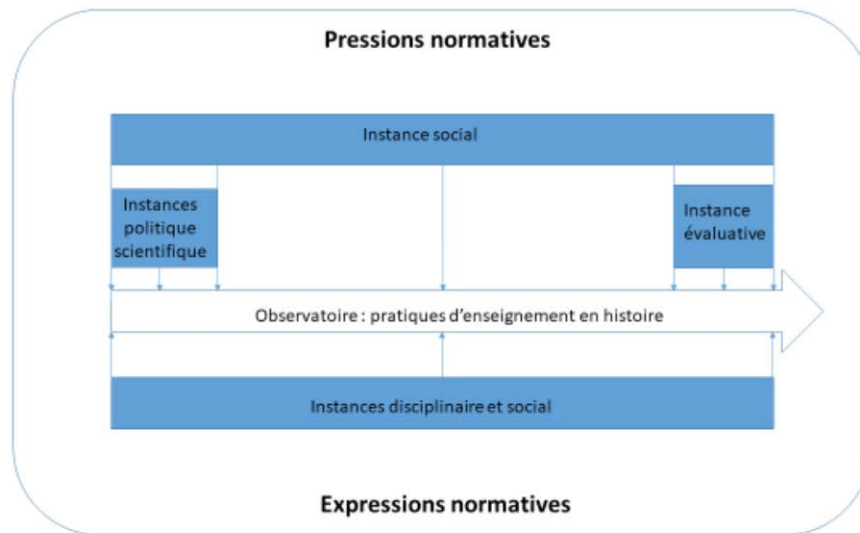 Pressions normatives
Instance social
Instances
politique
scientifique
Instance
évaluative
Observatoire : pratiques d'enseignement en histoire
Instances disciplinaire et social
Expressions normatives